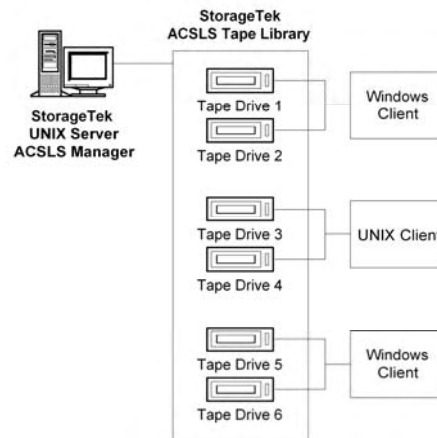 StorageTek
ACSLS Tape Library
StorageTek
UNIX Server
ACSLS Manager
Tape Drive 1
Tape Drive 2
Windows
Client
Tape Drive 3
Tape Drive 4
UNIX Client
Tape Drive 5
Tape Drive 6
Windows
Client